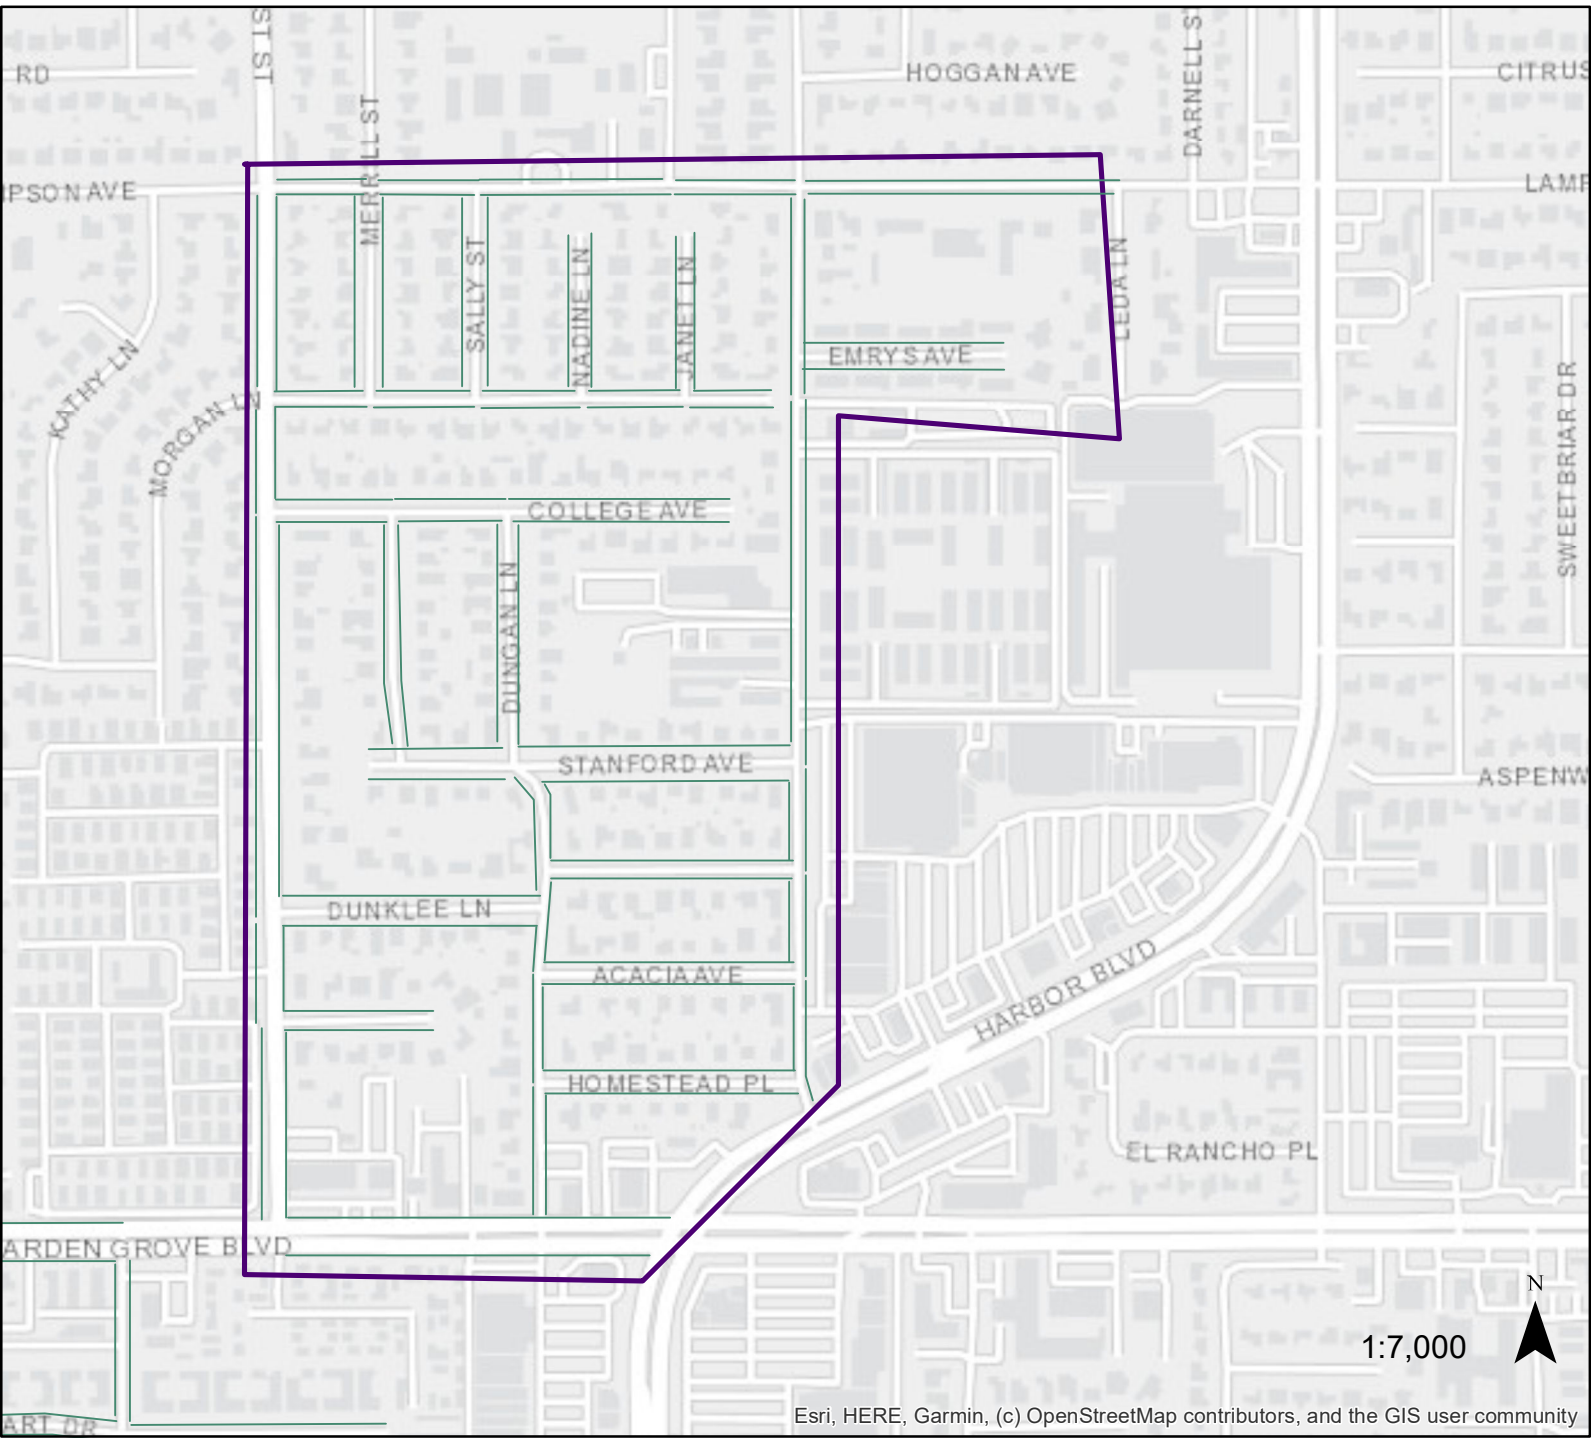 ST ST
RD
HOGGAN AVE
DARNELL ST
CITRUS
MERRILL ST
IPSON AVE
LAMP
SALLY ST
NADINE LN
JANET LN
LEDA LN
EMRYS AVE
KATHY LN
MORGAN LN
SWEETBRIAR DR
COLLEGE AVE
DUNGAN LN
STANFORD AVE
ASPENW
DUNKLEE LN
ACACIA AVE
HARBOR BLVD
HOMESTEAD PL
EL RANCHO PL
ARDEN GROVE BLVD
N
1:7,000
ART DR
Esri, HERE, Garmin, (c) OpenStreetMap contributors, and the GIS user community